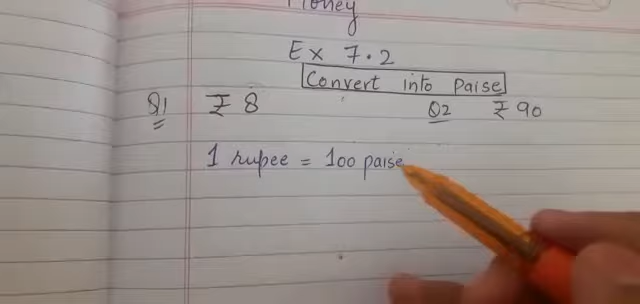 Money
Ex 7.2
Convert into Paise
Q1 ₹ 8 Q2 ₹ 90
1 rupee = 100 paise